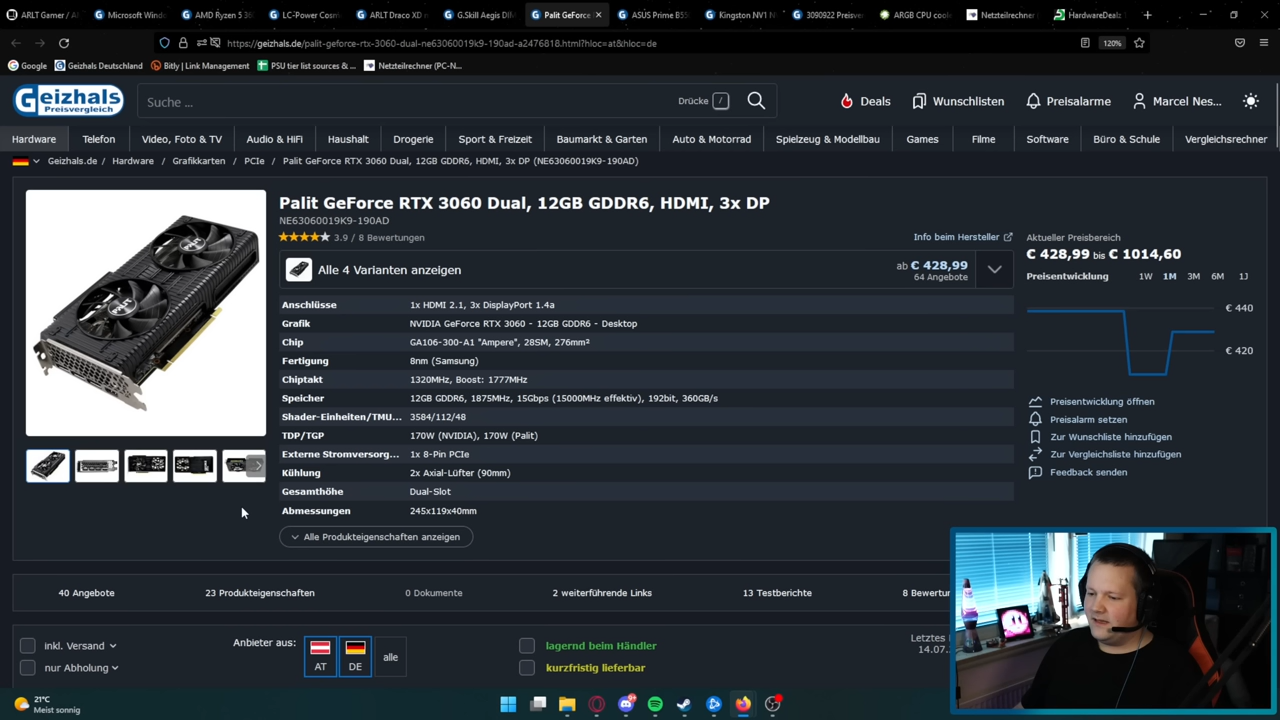 ARLT Gamer / A
Microsoft Windo
AMD Ryzen 5 36
LC-Power Cosm
ARLT Draco XD m
G.Skill Aegis DIM
Palit GeForce
ASUS Prime B55
Kingston NV1 N
3090922 Preisver
ARGB CPU coole
Netzteilrechner
HardwareDealz
https://geizhals.de/palit-geforce-rtx-3060-dual-ne63060019k9-190ad-a2476818.html?hloc=at&hloc=de
120%
Google
Geizhals Deutschland
Bitly | Link Management
PSU tier list sources & ...
Netzteilrechner (PC-N...
Geizhals
Preisvergleich
Suche ...
Drücke /
Deals
Wunschlisten
Preisalarme
Marcel Nes...
Hardware
Telefon
Video, Foto & TV
Audio & HiFi
Haushalt
Drogerie
Sport & Freizeit
Baumarkt & Garten
Auto & Motorrad
Spielzeug & Modellbau
Games
Filme
Software
Büro & Schule
Vergleichsrechner
Geizhals.de / Hardware / Grafikkarten / PCIe / Palit GeForce RTX 3060 Dual, 12GB GDDR6, HDMI, 3x DP (NE63060019K9-190AD)
Palit GeForce RTX 3060 Dual, 12GB GDDR6, HDMI, 3x DP
NE63060019K9-190AD
3.9 / 8 Bewertungen
Info beim Hersteller
Alle 4 Varianten anzeigen
ab € 428,99
64 Angebote
Anschlüsse 1x HDMI 2.1, 3x DisplayPort 1.4a
Grafik NVIDIA GeForce RTX 3060 - 12GB GDDR6 - Desktop
Chip GA106-300-A1 "Ampere", 28SM, 276mm²
Fertigung 8nm (Samsung)
Chiptakt 1320MHz, Boost: 1777MHz
Speicher 12GB GDDR6, 1875MHz, 15Gbps (15000MHz effektiv), 192bit, 360GB/s
Shader-Einheiten/TMU... 3584/112/48
TDP/TGP 170W (NVIDIA), 170W (Palit)
Externe Stromversorg... 1x 8-Pin PCIe
Kühlung 2x Axial-Lüfter (90mm)
Gesamthöhe Dual-Slot
Abmessungen 245x119x40mm
Alle Produkteigenschaften anzeigen
Aktueller Preisbereich
€ 428,99 bis € 1014,60
Preisentwicklung 1W 1M 3M 6M 1J
€ 440
€ 420
Preisentwicklung öffnen
Preisalarm setzen
Zur Wunschliste hinzufügen
Zur Vergleichsliste hinzufügen
Feedback senden
40 Angebote
23 Produkteigenschaften
0 Dokumente
2 weiterführende Links
13 Testberichte
8 Bewertun
inkl. Versand
nur Abholung
Anbieter aus:
AT
DE
alle
lagernd beim Händler
kurzfristig lieferbar
Letztes
14.07.
21°C
Meist sonnig